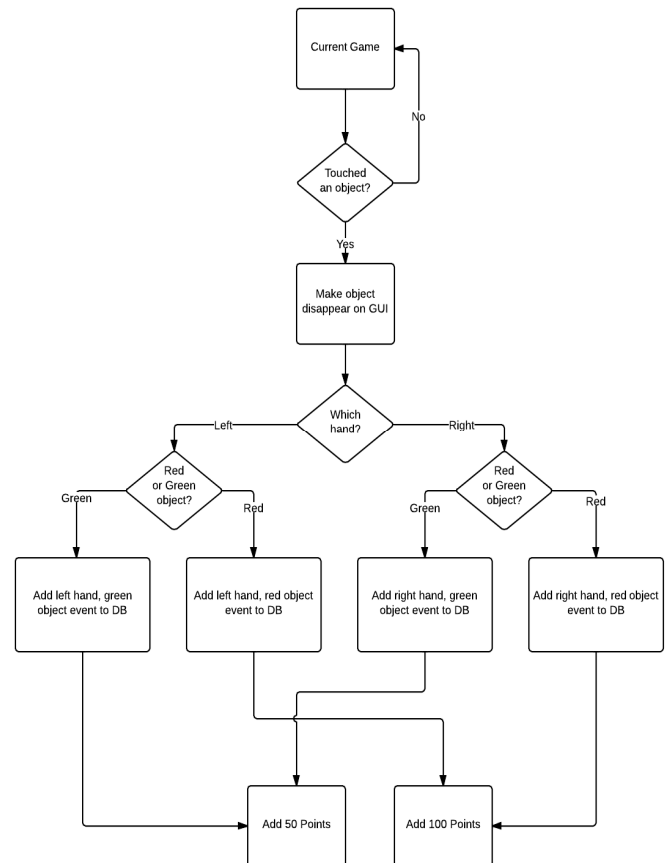 Current Game
No
Touched
an object?
Yes
Make object
disappear on GUI
Which
hand?
Left
Right
Red
or Green
object?
Red
or Green
object?
Green
Red
Green
Red
Add left hand, green
object event to DB
Add left hand, red object
event to DB
Add right hand, green
object event to DB
Add right hand, red object
event to DB
Add 50 Points
Add 100 Points